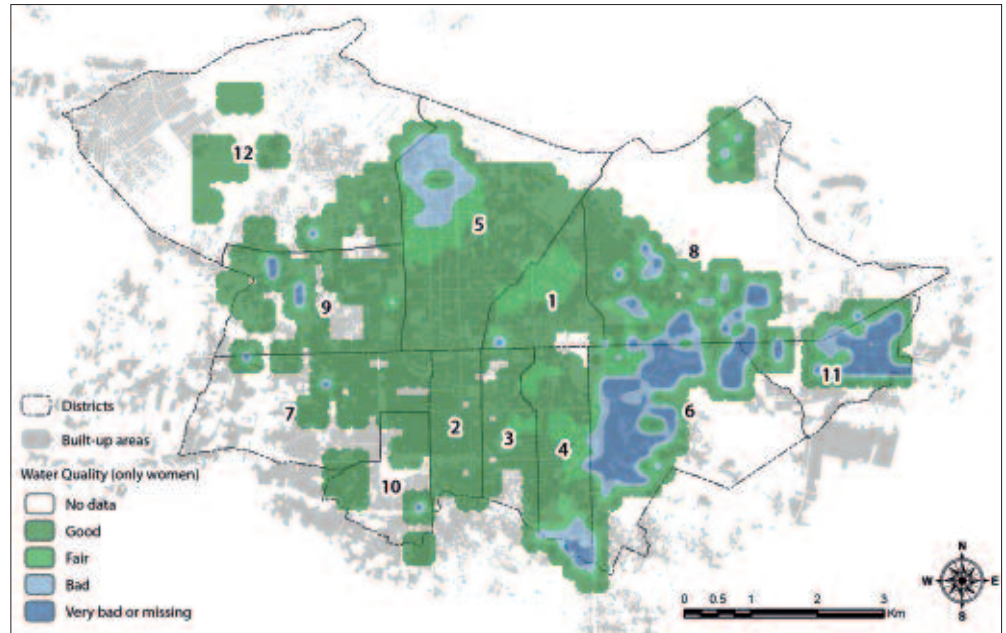 12
5
8
1
9
11
6
7
2
3
4
10
Districts
Built-up areas
Water Quality (only women)
No data
Good
Fair
Bad
Very bad or missing
N
W E
S
0 0.5 1 2 3
Km